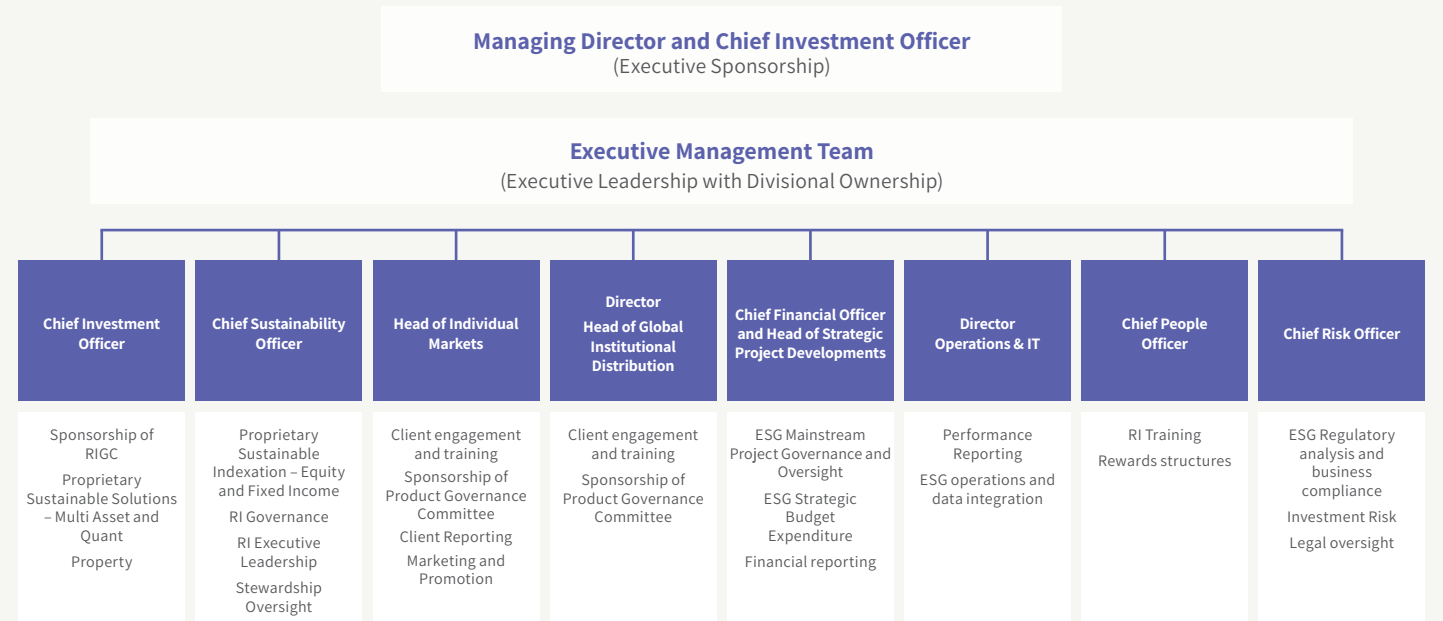 Managing Director and Chief Investment Officer
(Executive Sponsorship)
Executive Management Team
(Executive Leadership with Divisional Ownership)
Chief Investment
Officer
Chief Sustainability
Officer
Head of Individual
Markets
Director
Head of Global
Institutional
Distribution
Chief Financial Officer
and Head of Strategic
Project Developments
Director
Operations & IT
Chief People
Officer
Chief Risk Officer
Sponsorship of
RIGC
Proprietary
Sustainable Solutions
– Multi Asset and
Quant
Property
Proprietary
Sustainable
Indexation – Equity
and Fixed Income
RI Governance
RI Executive
Leadership
Stewardship
Oversight
Client engagement
and training
Sponsorship of
Product Governance
Committee
Client Reporting
Marketing and
Promotion
Client engagement
and training
Sponsorship of
Product Governance
Committee
ESG Mainstream
Project Governance and
Oversight
ESG Strategic
Budget
Expenditure
Financial reporting
Performance
Reporting
ESG operations and
data integration
RI Training
Rewards structures
ESG Regulatory
analysis and
business
compliance
Investment Risk
Legal oversight